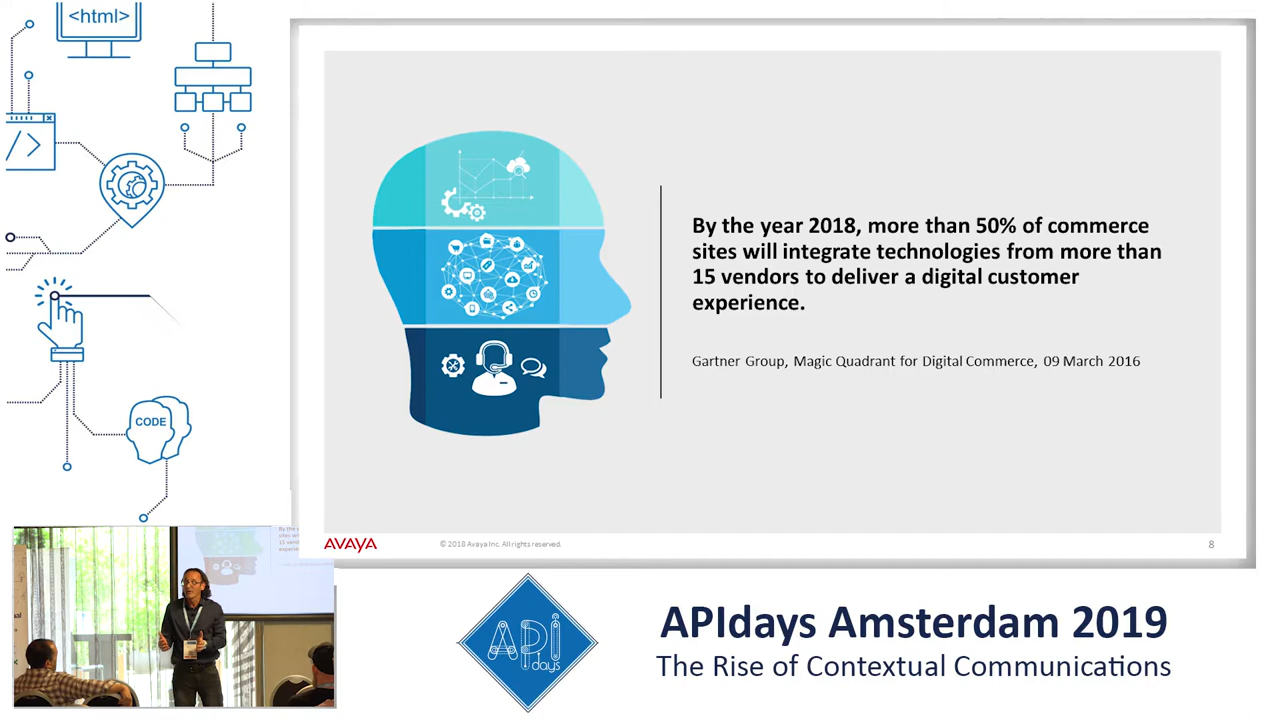 <html>
</>
CODE
By the year 2018, more than 50% of commerce
sites will integrate technologies from more than
15 vendors to deliver a digital customer
experience.
Gartner Group, Magic Quadrant for Digital Commerce, 09 March 2016
AVAYA
© 2018 Avaya Inc. All rights reserved.
8
API
days
APIdays Amsterdam 2019
The Rise of Contextual Communications